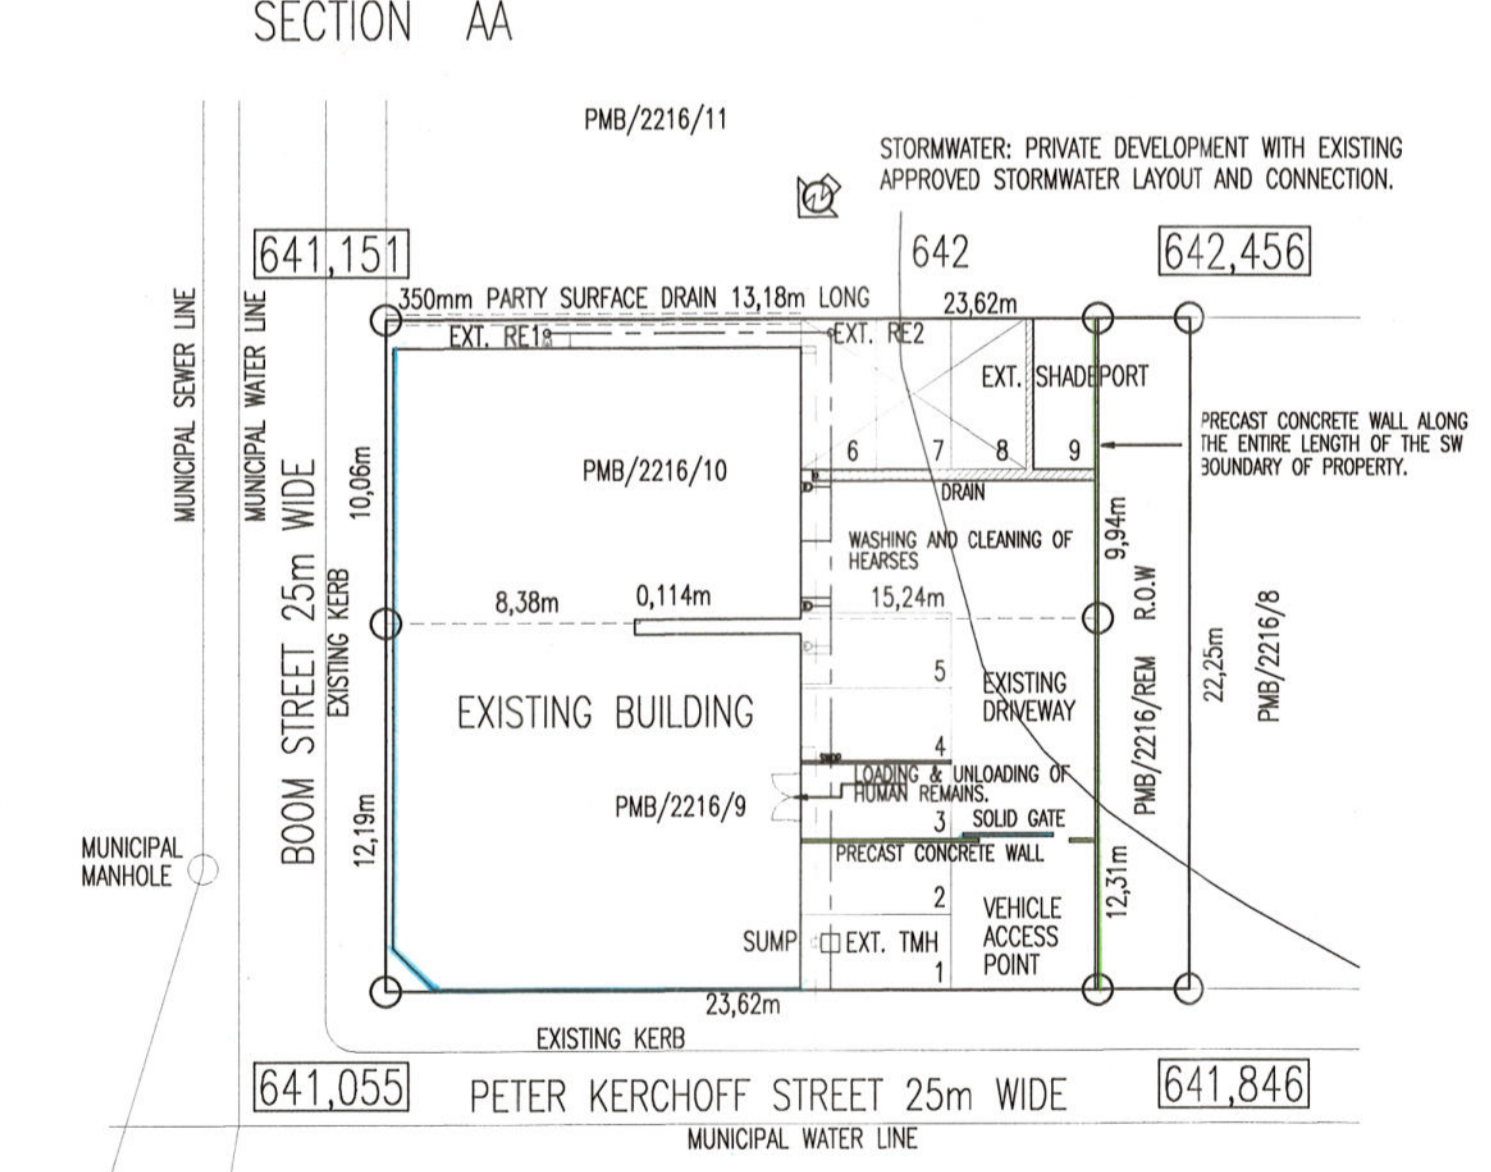 SECTION AA
PMB/2216/11
STORMWATER: PRIVATE DEVELOPMENT WITH EXISTING
APPROVED STORMWATER LAYOUT AND CONNECTION.
641,151
642
642,456
350mm PARTY SURFACE DRAIN 13,18m LONG
23,62m
EXT. RE1
EXT. RE2
EXT. SHADEPORT
MUNICIPAL SEWER LINE
MUNICIPAL WATER LINE
BOOM STREET 25m WIDE
EXISTING KERB
10,06m
12,19m
PRECAST CONCRETE WALL ALONG
THE ENTIRE LENGTH OF THE SW
BOUNDARY OF PROPERTY.
PMB/2216/10
6
7
8
9
DRAIN
WASHING AND CLEANING OF
HEARSES
8,38m
0,114m
15,24m
9,94m
PMB/2216/REM R.O.W
22,25m
PMB/2216/8
5
EXISTING
DRIVEWAY
EXISTING BUILDING
4
LOADING & UNLOADING OF
HUMAN REMAINS.
PMB/2216/9
3
SOLID GATE
PRECAST CONCRETE WALL
12,31m
MUNICIPAL
MANHOLE
2
VEHICLE
ACCESS
POINT
SUMP
EXT. TMH
1
23,62m
EXISTING KERB
641,055
PETER KERCHOFF STREET 25m WIDE
641,846
MUNICIPAL WATER LINE